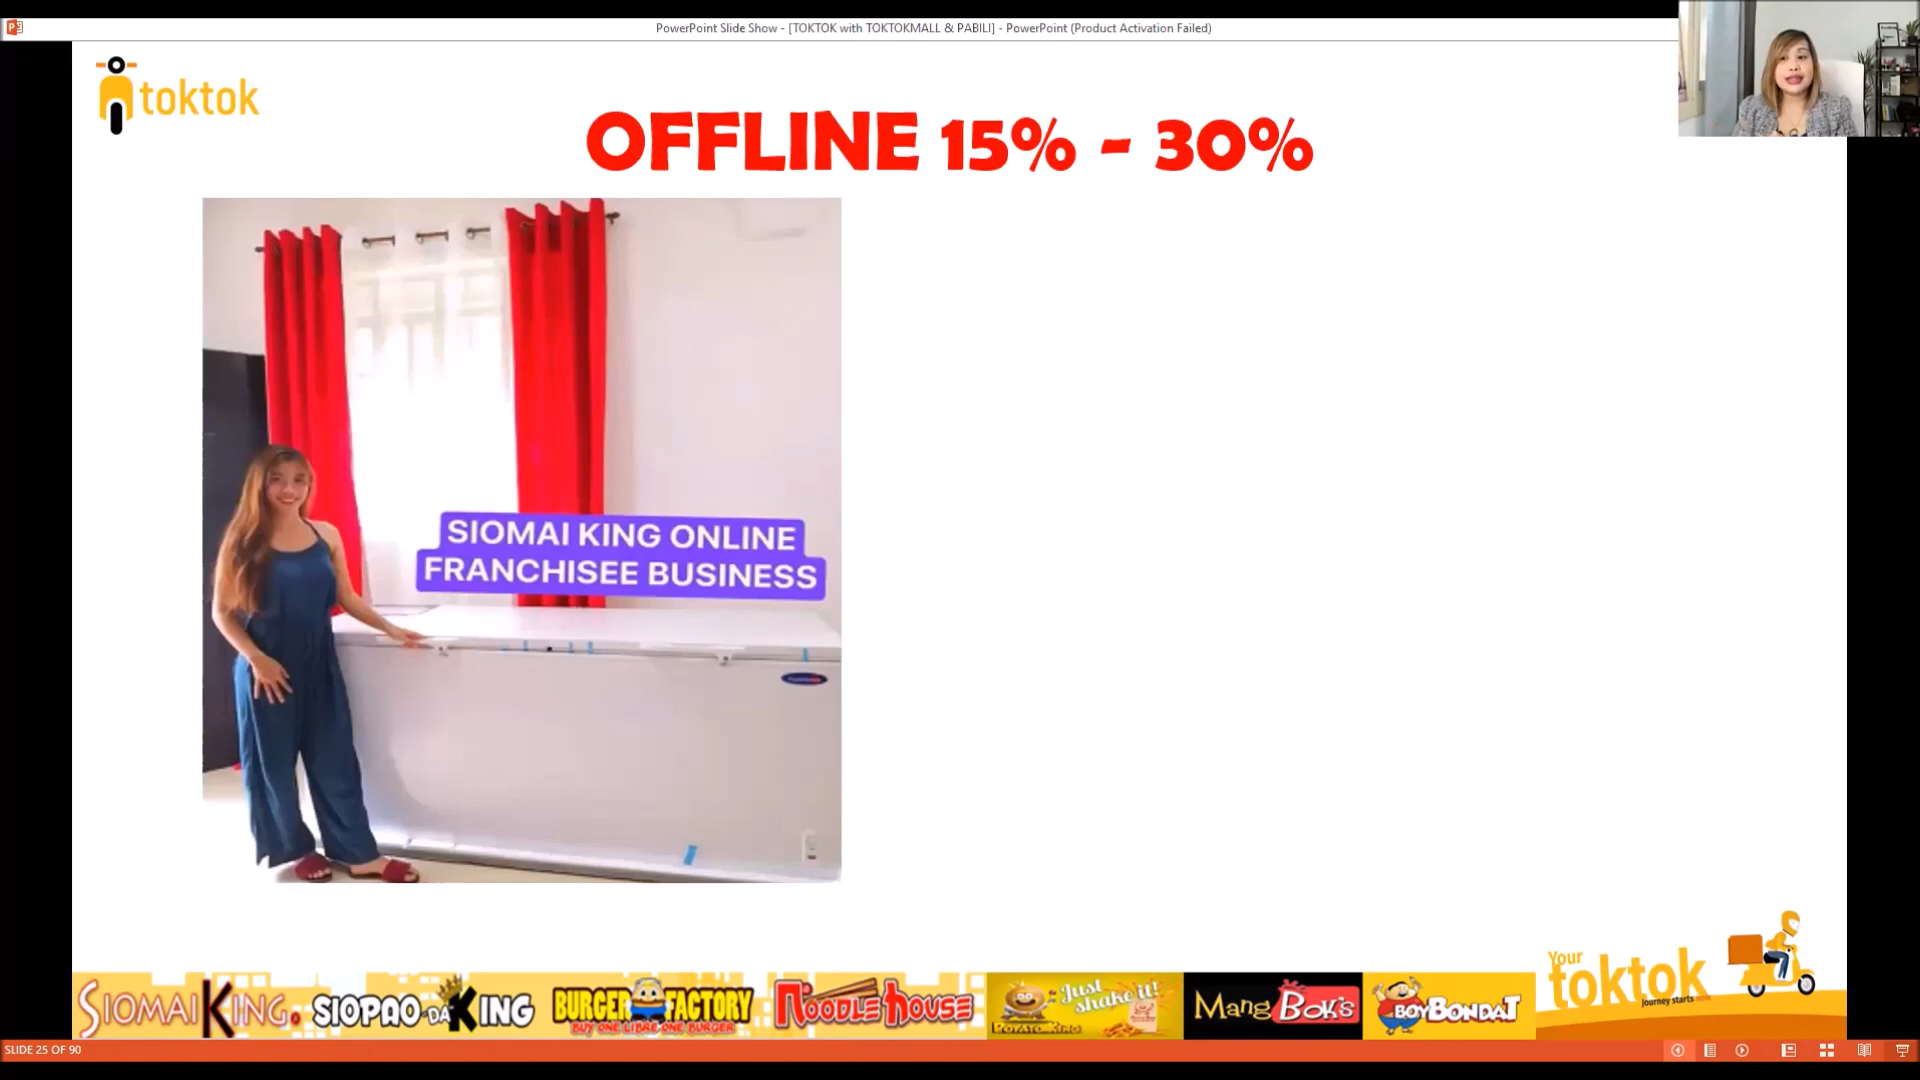 PowerPoint Slide Show - [TOKTOK with TOKTOKMALL & PABILI] - PowerPoint (Product Activation Failed)
toktok
OFFLINE 15% - 30%
SIOMAI KING ONLINE
FRANCHISEE BUSINESS
SIOMAI KING.
SIOPAO DA KING
BURGER FACTORY
BUY ONE LIBRE ONE BURGER
NOODLE HOUSE
Just shake it!
POTATO KING
Mang BOK'S
BOY BONDAT
Your
toktok
journey starts now
SLIDE 25 OF 90